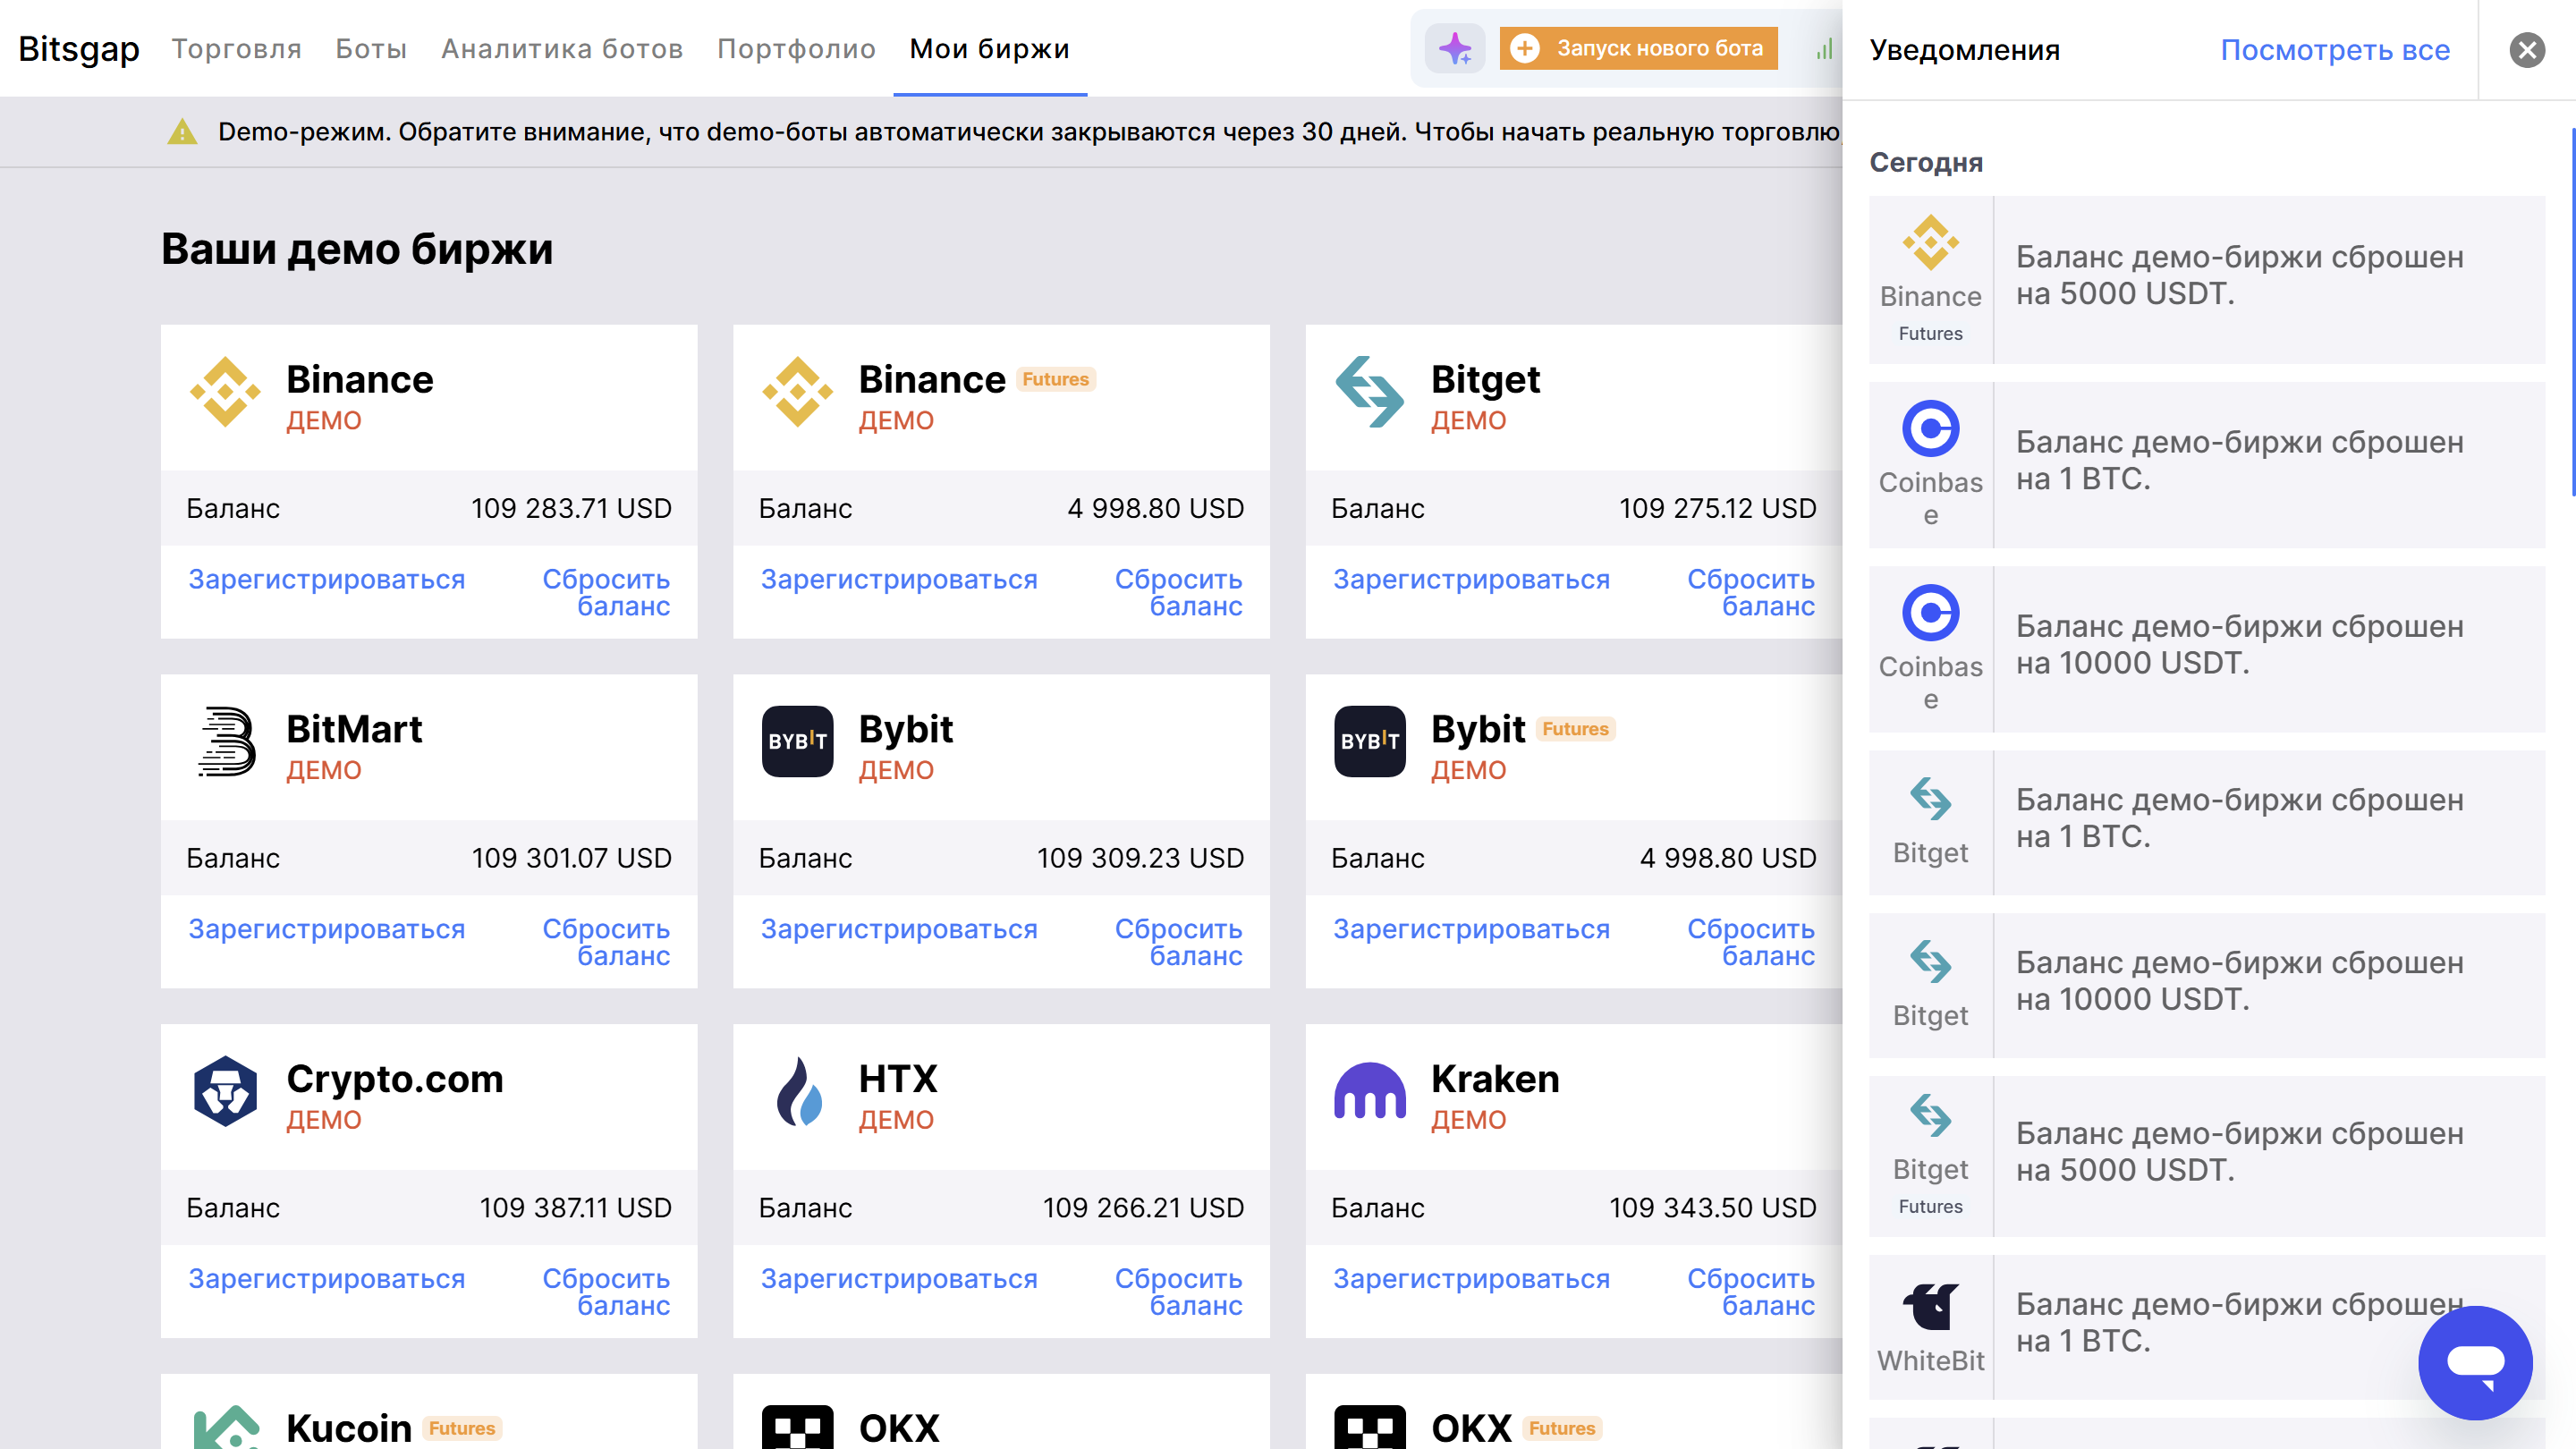 Bitsgap Торговля Боты Аналитика ботов Портфолио Мои биржи Запуск нового бота
Demo-режим. Обратите внимание, что demo-боты автоматически закрываются через 30 дней. Чтобы начать реальную торговлю,
Ваши демо биржи
Binance
ДЕМО
Баланс 109 283.71 USD
Зарегистрироваться Сбросить
баланс
Binance Futures
ДЕМО
Баланс 4 998.80 USD
Зарегистрироваться Сбросить
баланс
Bitget
ДЕМО
Баланс 109 275.12 USD
Зарегистрироваться Сбросить
баланс
BitMart
ДЕМО
Баланс 109 301.07 USD
Зарегистрироваться Сбросить
баланс
BYBIT
Bybit
ДЕМО
Баланс 109 309.23 USD
Зарегистрироваться Сбросить
баланс
BYBIT
Bybit Futures
ДЕМО
Баланс 4 998.80 USD
Зарегистрироваться Сбросить
баланс
Crypto.com
ДЕМО
Баланс 109 387.11 USD
Зарегистрироваться Сбросить
баланс
HTX
ДЕМО
Баланс 109 266.21 USD
Зарегистрироваться Сбросить
баланс
Kraken
ДЕМО
Баланс 109 343.50 USD
Зарегистрироваться Сбросить
баланс
Kucoin Futures
OKX
OKX Futures
Уведомления Посмотреть все
Сегодня
Binance
Futures
Баланс демо-биржи сброшен
на 5000 USDT.
Coinbas
e
Баланс демо-биржи сброшен
на 1 BTC.
Coinbas
e
Баланс демо-биржи сброшен
на 10000 USDT.
Bitget
Баланс демо-биржи сброшен
на 1 BTC.
Bitget
Баланс демо-биржи сброшен
на 10000 USDT.
Bitget
Futures
Баланс демо-биржи сброшен
на 5000 USDT.
WhiteBit
Баланс демо-биржи сброшен
на 1 BTC.